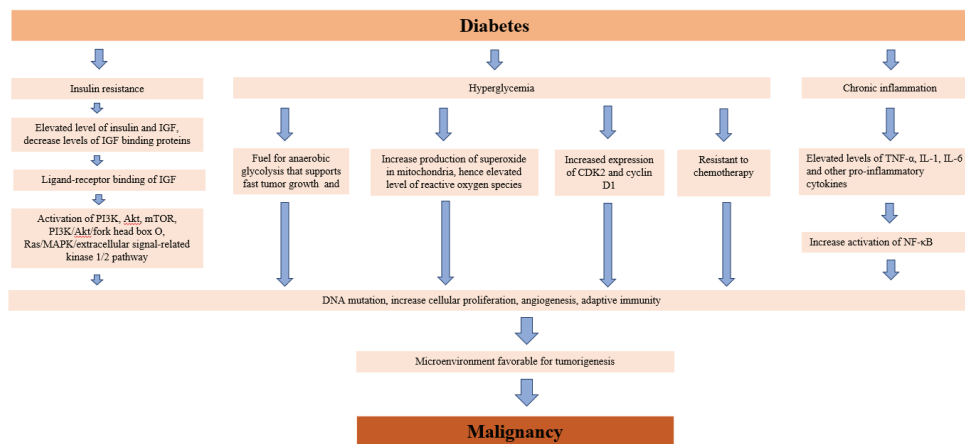 Diabetes
Insulin resistance
Hyperglycemia
Chronic inflammation
Elevated level of insulin and IGF,
decrease levels of IGF binding proteins
Fuel for anaerobic
glycolysis that supports
fast tumor growth and
Increase production of superoxide
in mitochondria, hence elevated
level of reactive oxygen species
Increased expression
of CDK2 and cyclin
D1
Resistant to
chemotherapy
Elevated levels of TNF-α, IL-1, IL-6
and other pro-inflammatory
cytokines
Ligand-receptor binding of IGF
Activation of PI3K, Akt, mTOR,
PI3K/Akt/fork head box O,
Ras/MAPK/extracellular signal-related
kinase 1/2 pathway
Increase activation of NF-κB
DNA mutation, increase cellular proliferation, angiogenesis, adaptive immunity
Microenvironment favorable for tumorigenesis
Malignancy